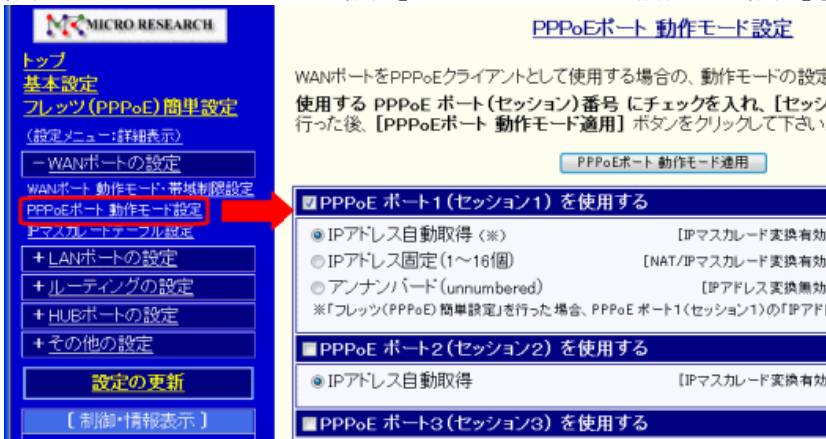 MICRO RESEARCH
トップ
基本設定
フレッツ(PPPoE)簡単設定
(設定メニュー:詳細表示)
－WANポートの設定
WANポート 動作モード・帯域制限設定
PPPoEポート 動作モード設定
IPマスカレードテーブル設定
+LANポートの設定
+ルーティングの設定
+HUBポートの設定
+その他の設定
設定の更新
[制御・情報表示]
PPPoEポート 動作モード設定
WANポートをPPPoEクライアントとして使用する場合の、動作モードの設定
使用する PPPoE ポート(セッション)番号 にチェックを入れ、[セッシ
行った後、[PPPoEポート 動作モード適用] ボタンをクリックして下さい
PPPoEポート 動作モード適用
PPPoE ポート1(セッション1) を使用する
IPアドレス自動取得 (※) [IPマスカレード変換有効
IPアドレス固定(1～16個) [NAT/IPマスカレード変換有効
アンナンバード(unnumbered) [IPアドレス変換無効
※「フレッツ(PPPoE)簡単設定」を行った場合、PPPoE ポート1(セッション1)の「IPアド
PPPoE ポート2(セッション2) を使用する
IPアドレス自動取得 [IPマスカレード変換有効
PPPoE ポート3(セッション3) を使用する